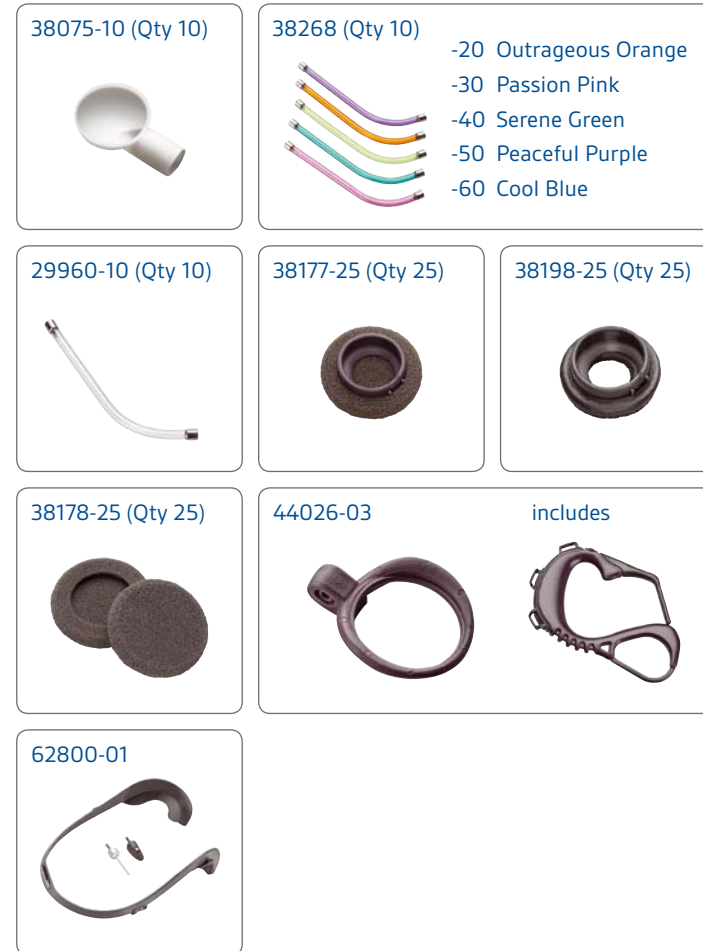 38075-10 (Qty 10)
38268 (Qty 10)
-20 Outrageous Orange
-30 Passion Pink
-40 Serene Green
-50 Peaceful Purple
-60 Cool Blue
29960-10 (Qty 10)
38177-25 (Qty 25)
38198-25 (Qty 25)
38178-25 (Qty 25)
44026-03
includes
62800-01